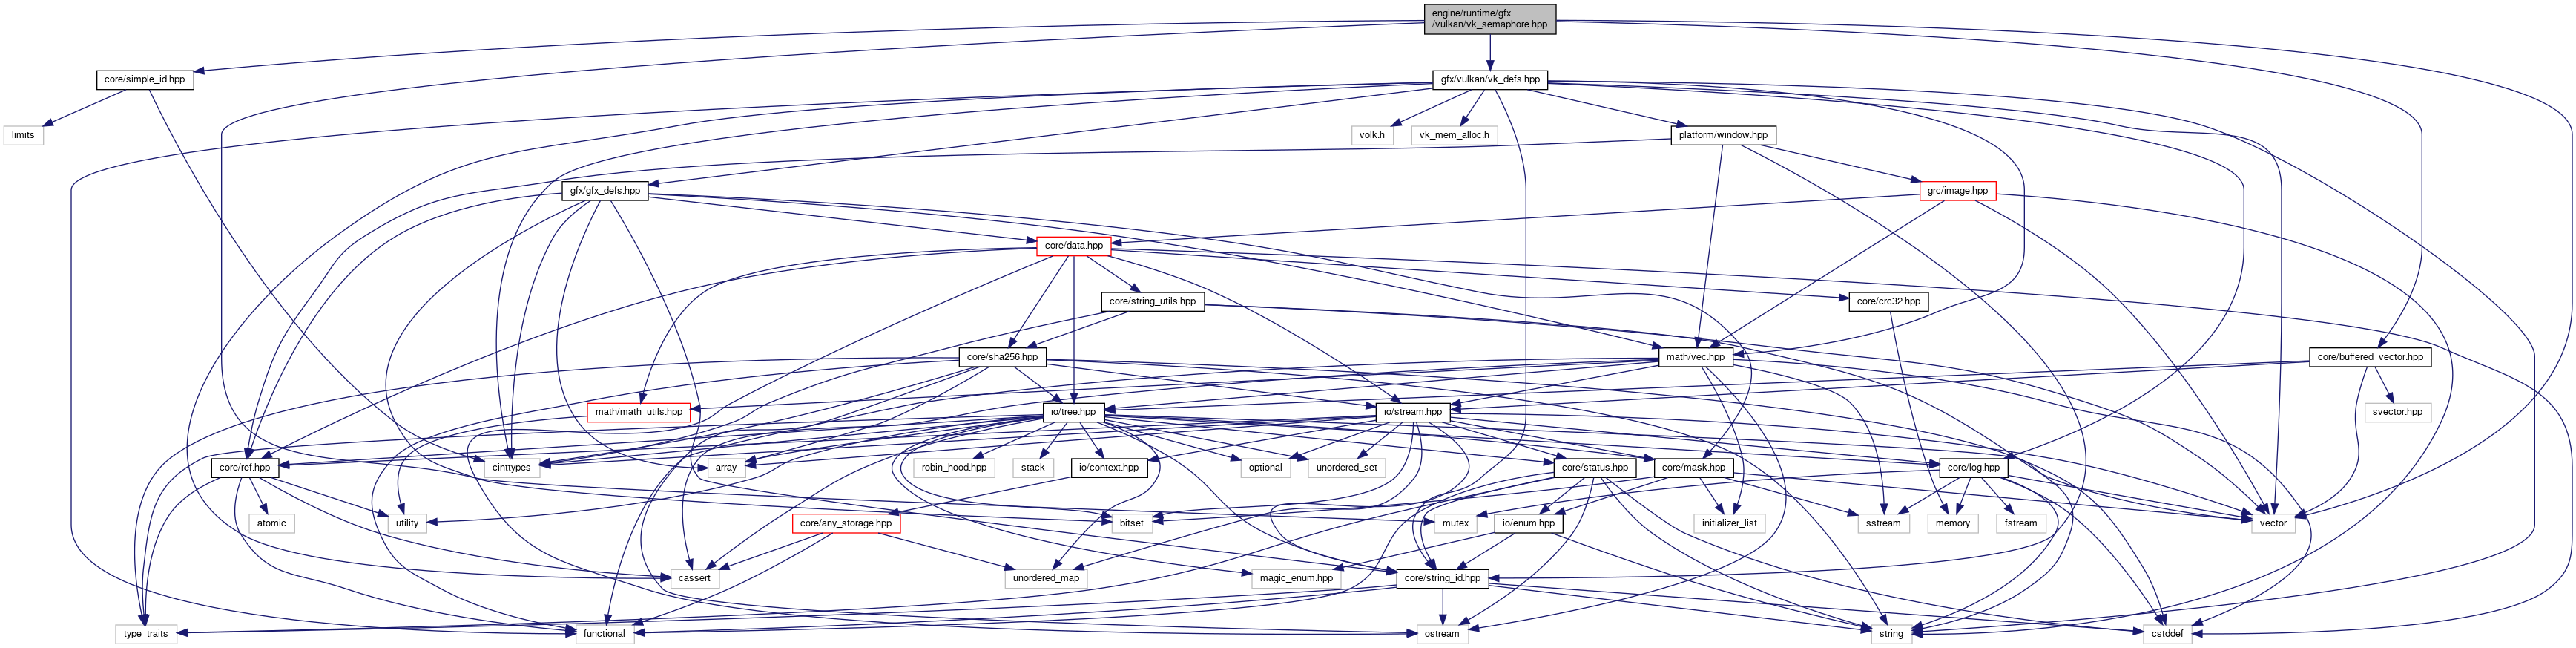 engine/runtime/gfx
/vulkan/vk_semaphore.hpp
core/simple_id.hpp
gfx/vulkan/vk_defs.hpp
limits
volk.h
vk_mem_alloc.h
platform/window.hpp
gfx/gfx_defs.hpp
grc/image.hpp
core/data.hpp
core/string_utils.hpp
core/crc32.hpp
core/sha256.hpp
math/vec.hpp
core/buffered_vector.hpp
math/math_utils.hpp
io/tree.hpp
io/stream.hpp
svector.hpp
core/ref.hpp
cinttypes
array
robin_hood.hpp
stack
io/context.hpp
optional
unordered_set
core/status.hpp
core/mask.hpp
core/log.hpp
atomic
utility
bitset
core/any_storage.hpp
mutex
io/enum.hpp
initializer_list
sstream
memory
fstream
vector
cassert
unordered_map
magic_enum.hpp
core/string_id.hpp
type_traits
functional
ostream
string
cstddef